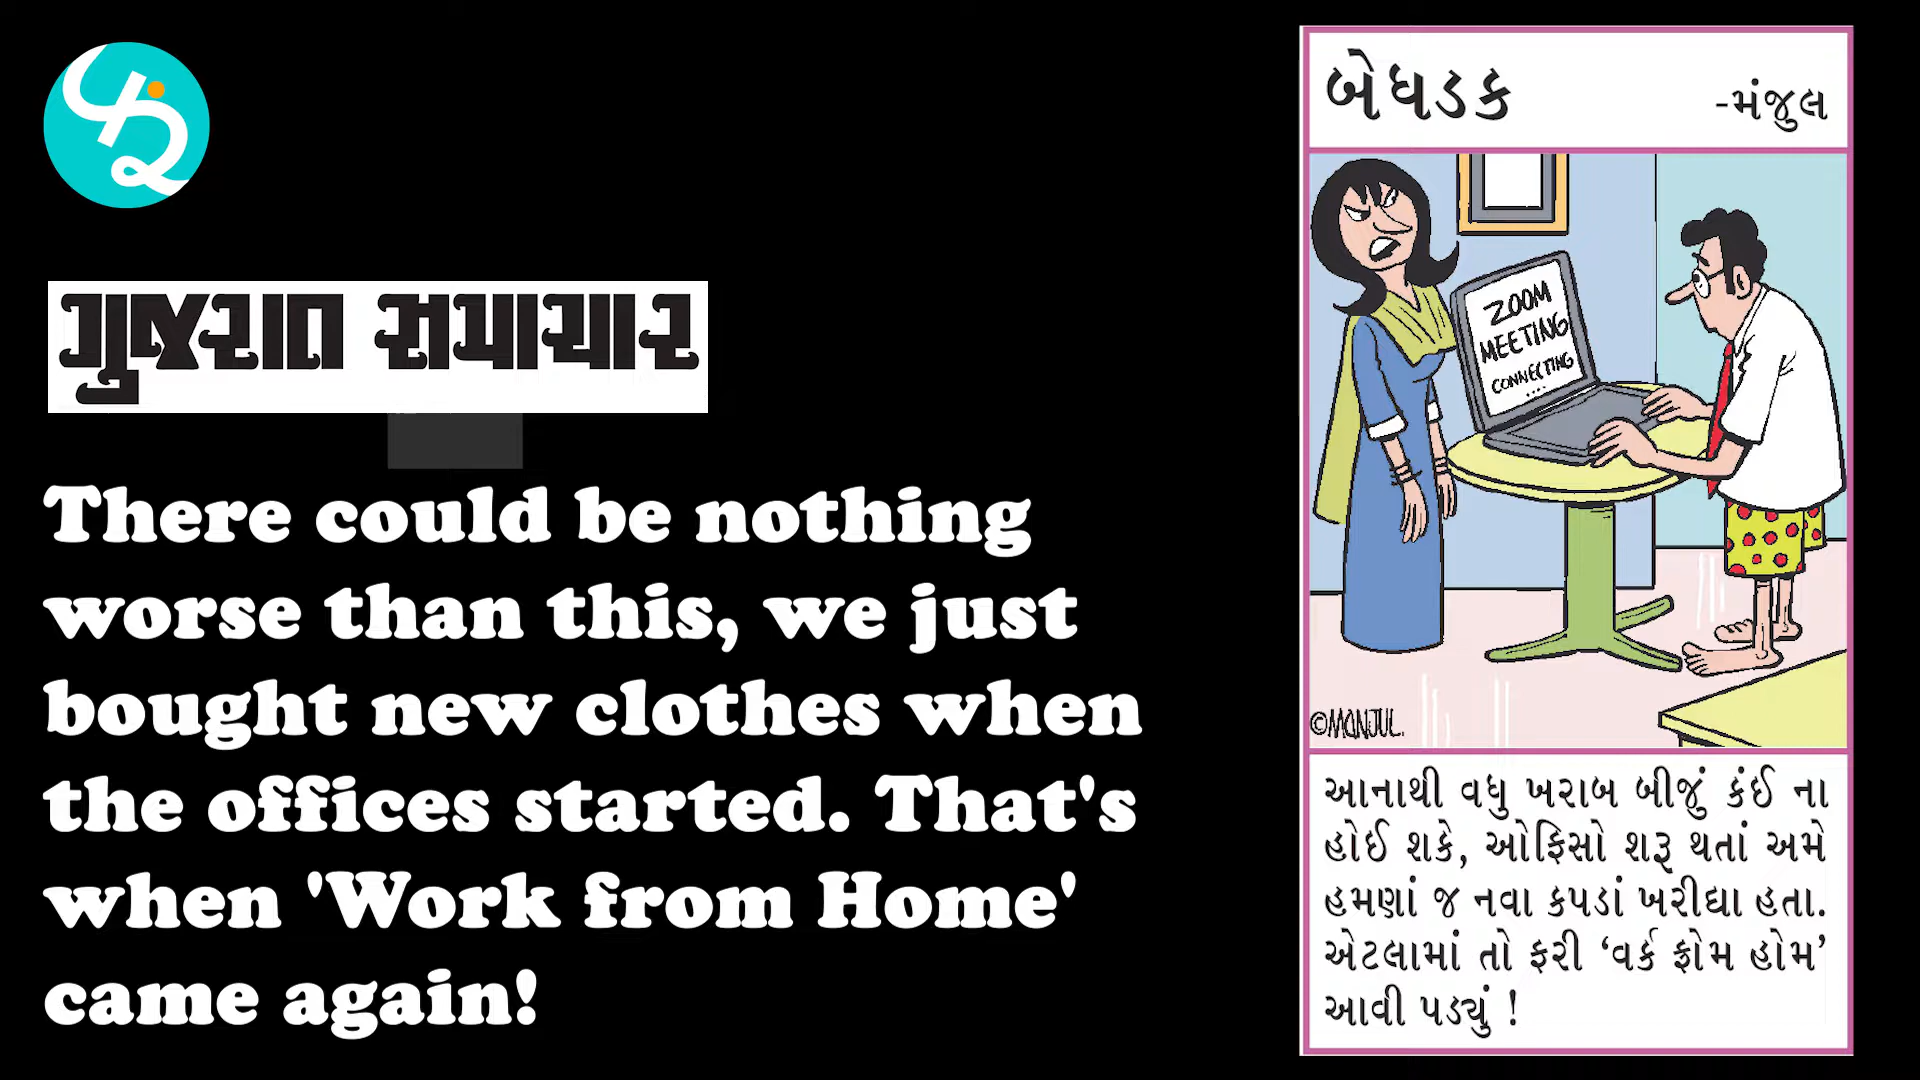 ગુજરાત સમાચાર
There could be nothing
worse than this, we just
bought new clothes when
the offices started. That's
when 'Work from Home'
came again!
બેધડક
-મંજુલ
ZOOM
MEETING
CONNECTING
...
©MANJUL.
આનાથી વધુ ખરાબ બીજું કંઈ ના
હોઈ શકે, ઓફિસો શરૂ થતાં અમે
હમણાં જ નવા કપડાં ખરીદ્યા હતા.
એટલામાં તો ફરી ‘વર્ક ફ્રોમ હોમ’
આવી પડ્યું !